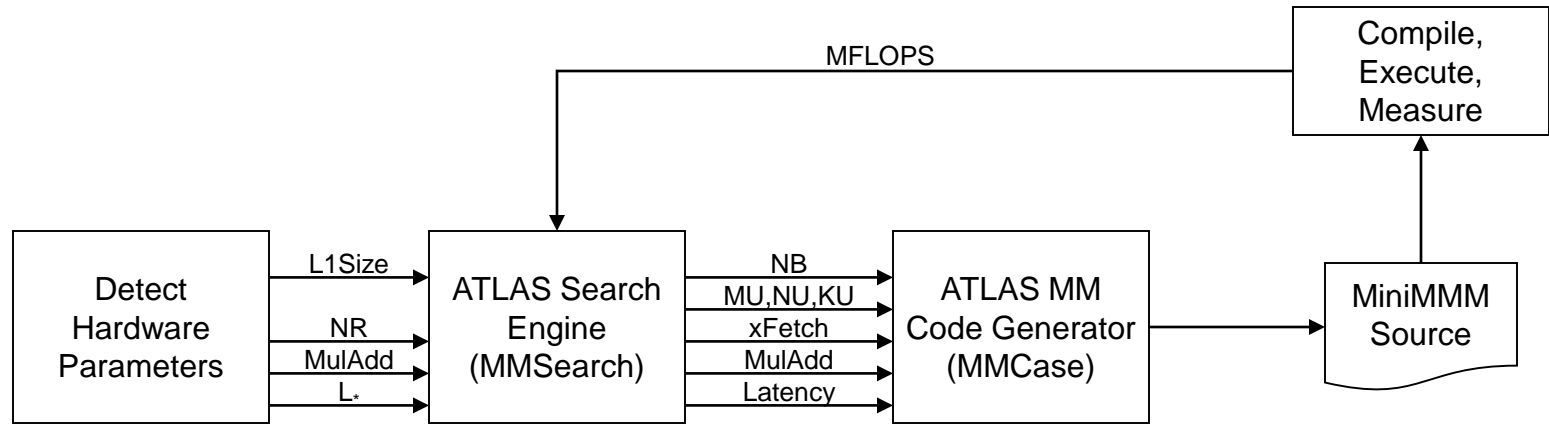 MFLOPS
Compile,
Execute,
Measure
Detect
Hardware
Parameters
L1Size
NR
MulAdd
L*
ATLAS Search
Engine
(MMSearch)
NB
MU,NU,KU
xFetch
MulAdd
Latency
ATLAS MM
Code Generator
(MMCase)
MiniMMM
Source